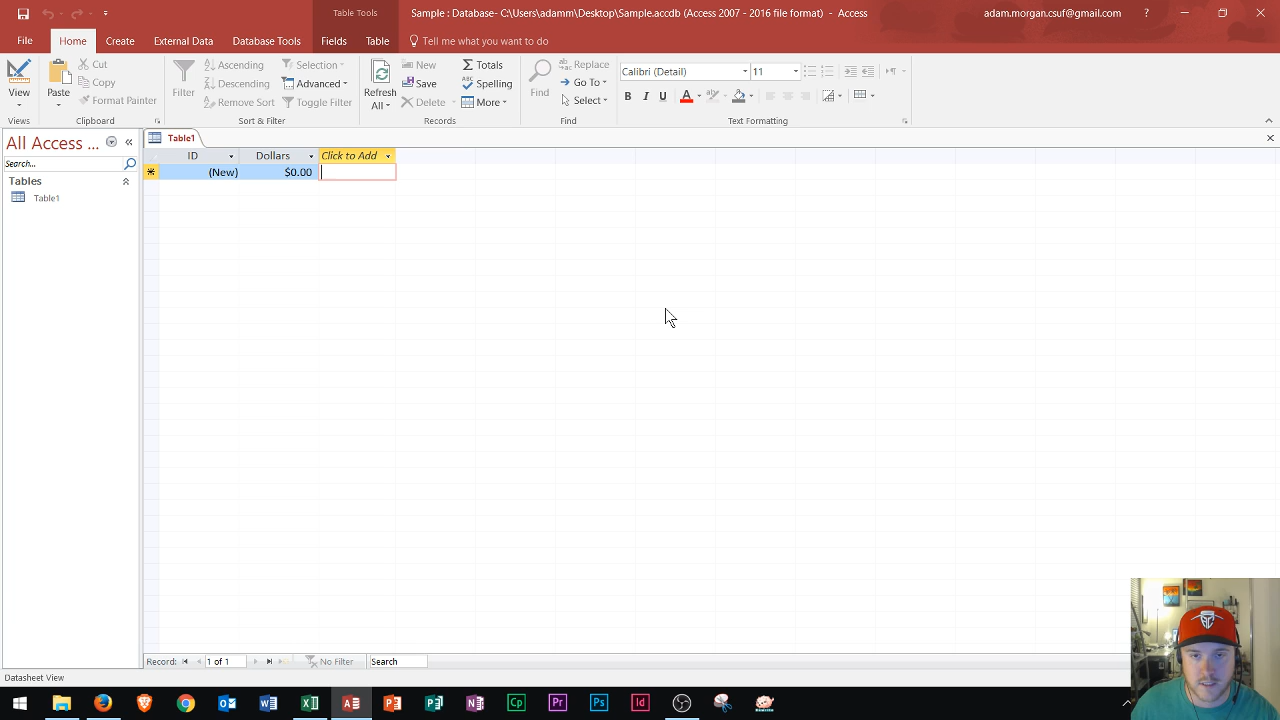 Table Tools
Sample : Database- C:\Users\adamm\Desktop\Sample.accdb (Access 2007 - 2016 file format) - Access
adam.morgan.csuf@gmail.com
?
File
Home
Create
External Data
Database Tools
Fields
Table
Tell me what you want to do
View
Views
Paste
Cut
Copy
Format Painter
Clipboard
Filter
Ascending
Descending
Remove Sort
Selection
Advanced
Toggle Filter
Sort & Filter
Refresh
All
New
Save
Delete
Totals
Spelling
More
Records
Find
Replace
Go To
Select
Find
Calibri (Detail)
11
B I U A
Text Formatting
All Access ...
Search...
Tables
Table1
Table1
ID
Dollars
Click to Add
(New)
$0.00
Record:
1 of 1
No Filter
Search
Datasheet View